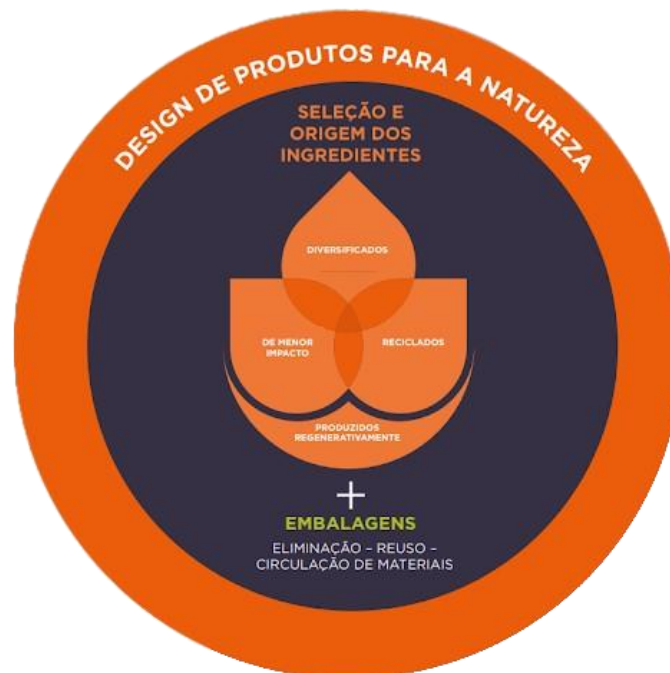 DESIGN DE PRODUTOS PARA A NATUREZA
SELEÇÃO E
ORIGEM DOS
INGREDIENTES
DIVERSIFICADOS
DE MENOR
IMPACTO
RECICLADOS
PRODUZIDOS
REGENERATIVAMENTE
+
EMBALAGENS
ELIMINAÇÃO – REUSO –
CIRCULAÇÃO DE MATERIAIS